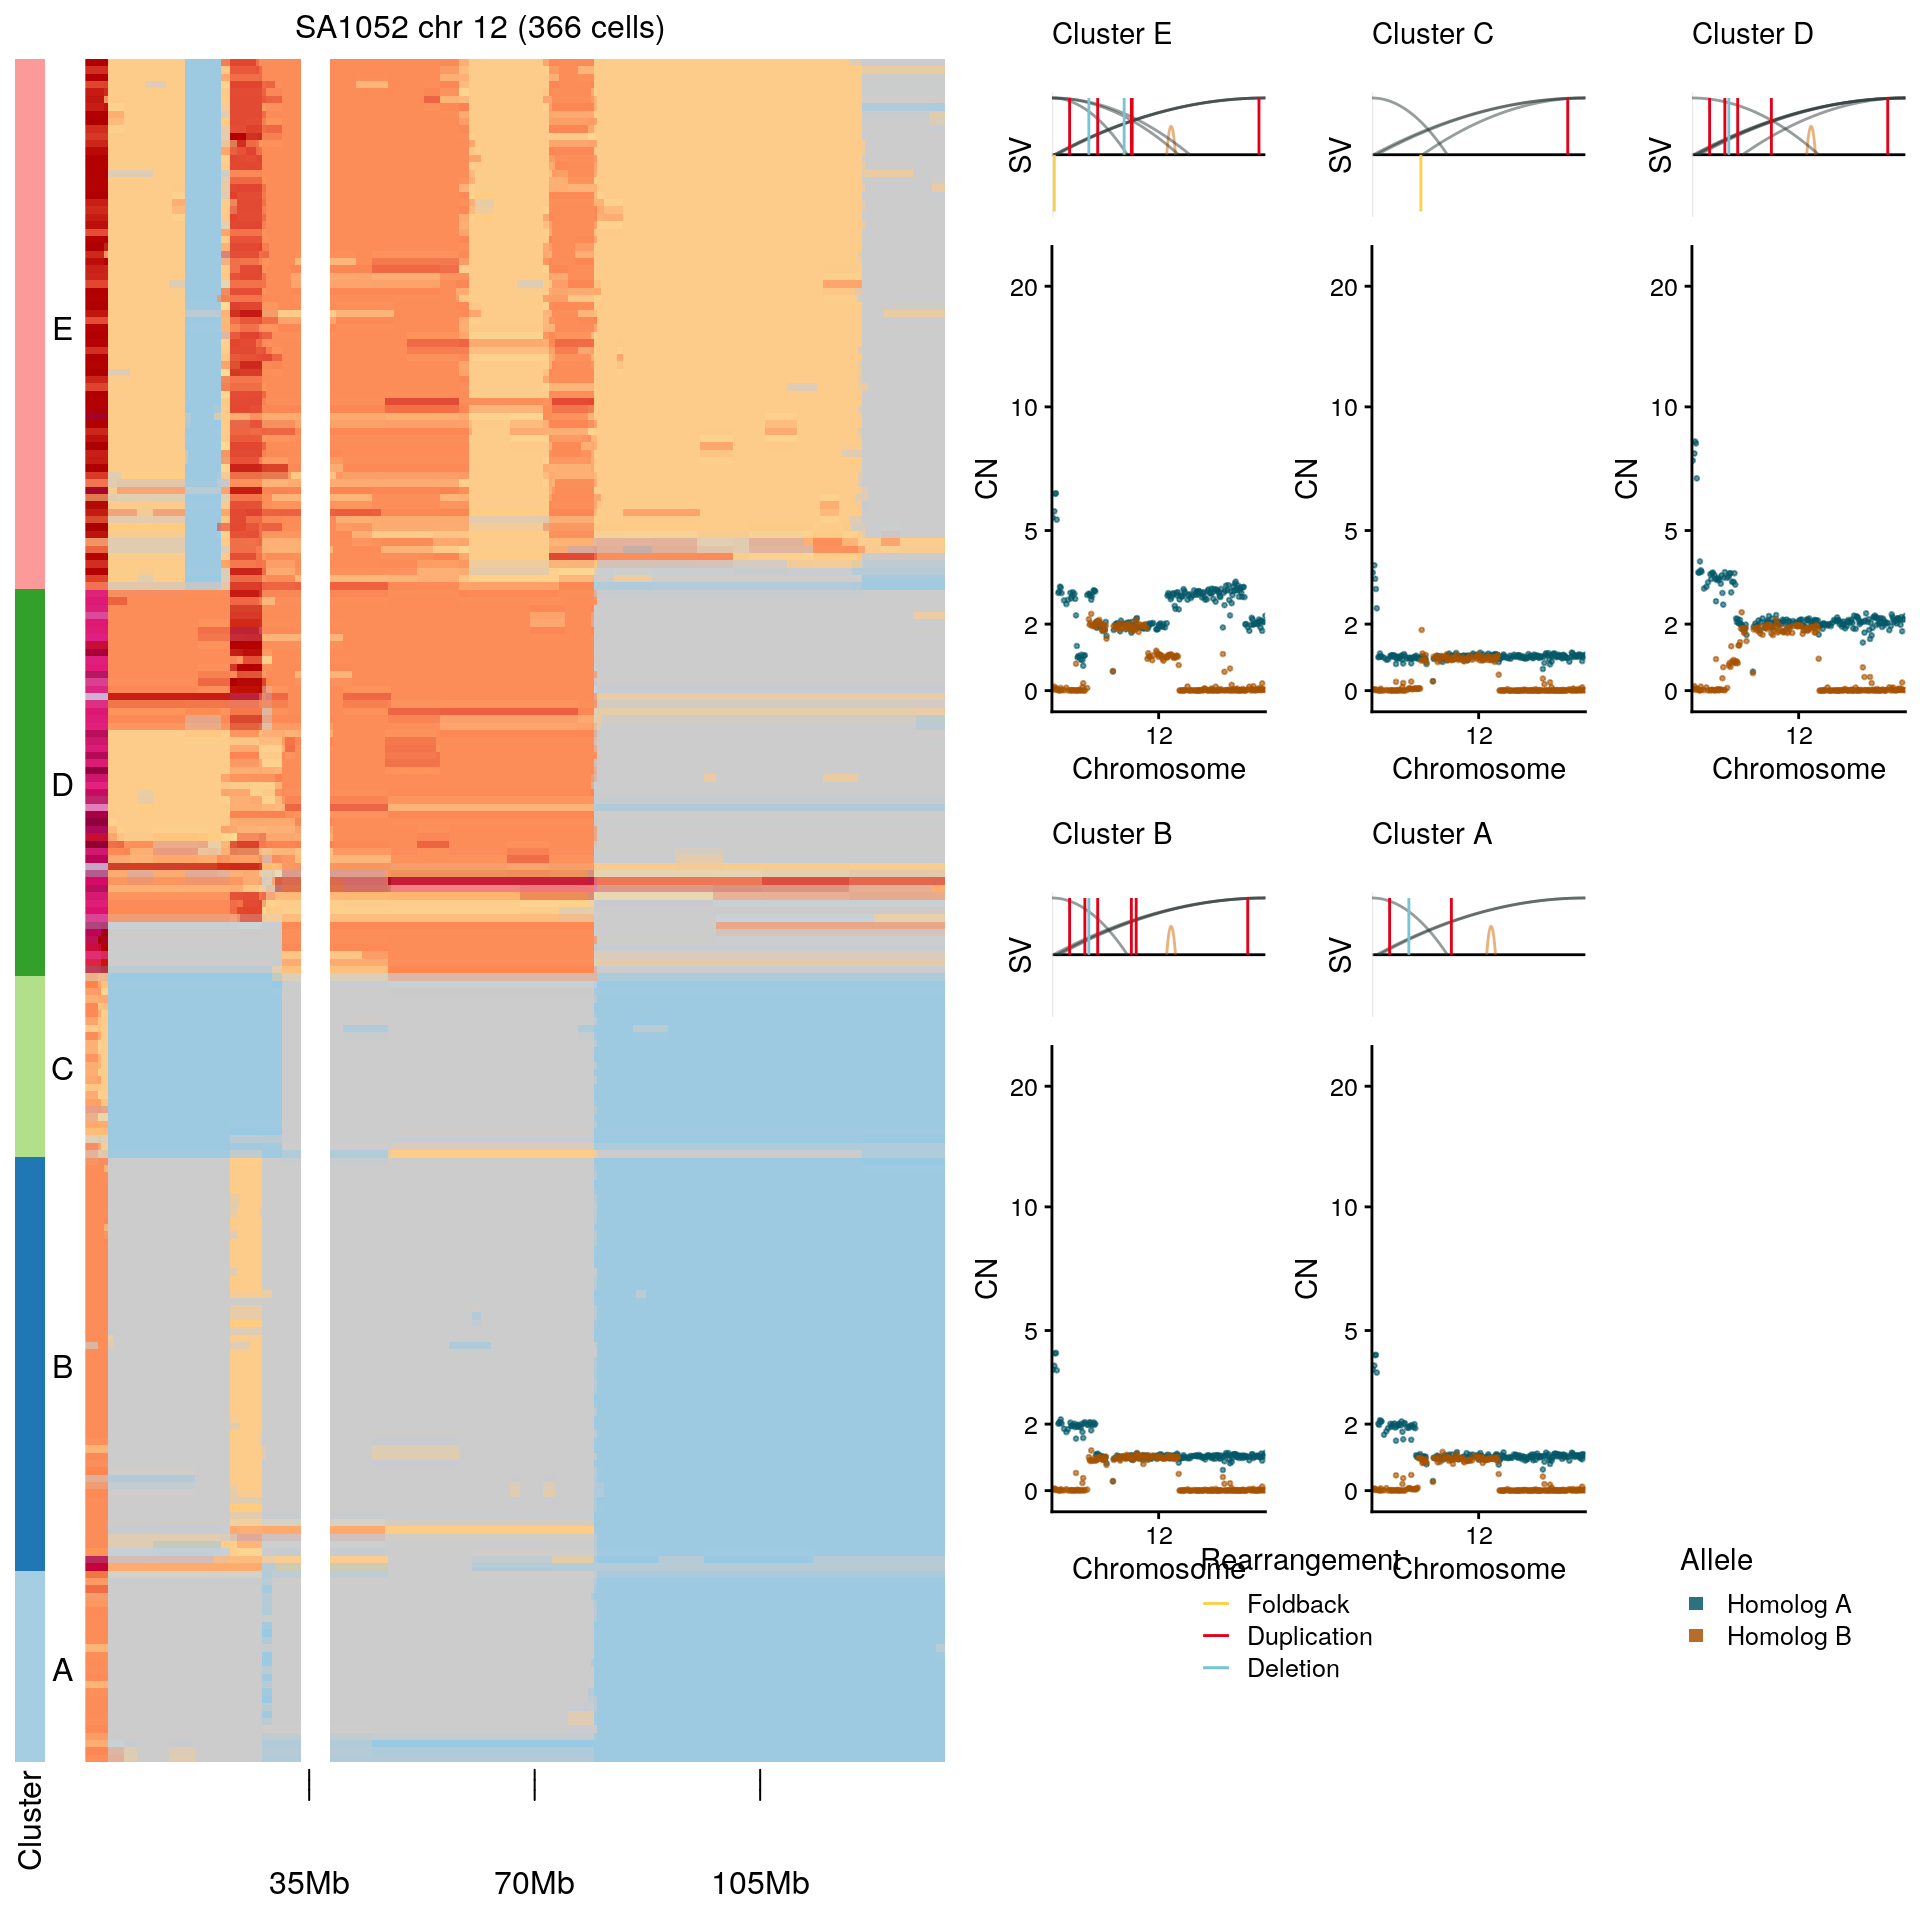 SA1052 chr 12 (366 cells)
E
D
C
B
A
Cluster
35Mb
70Mb
105Mb
Cluster E
SV
20
10
5
2
0
CN
12
Chromosome
Cluster C
SV
20
10
5
2
0
CN
12
Chromosome
Cluster D
SV
20
10
5
2
0
CN
12
Chromosome
Cluster B
SV
20
10
5
2
0
CN
12
Chromosome
Cluster A
SV
20
10
5
2
0
CN
12
Chromosome
Rearrangement
Foldback
Duplication
Deletion
Allele
Homolog A
Homolog B